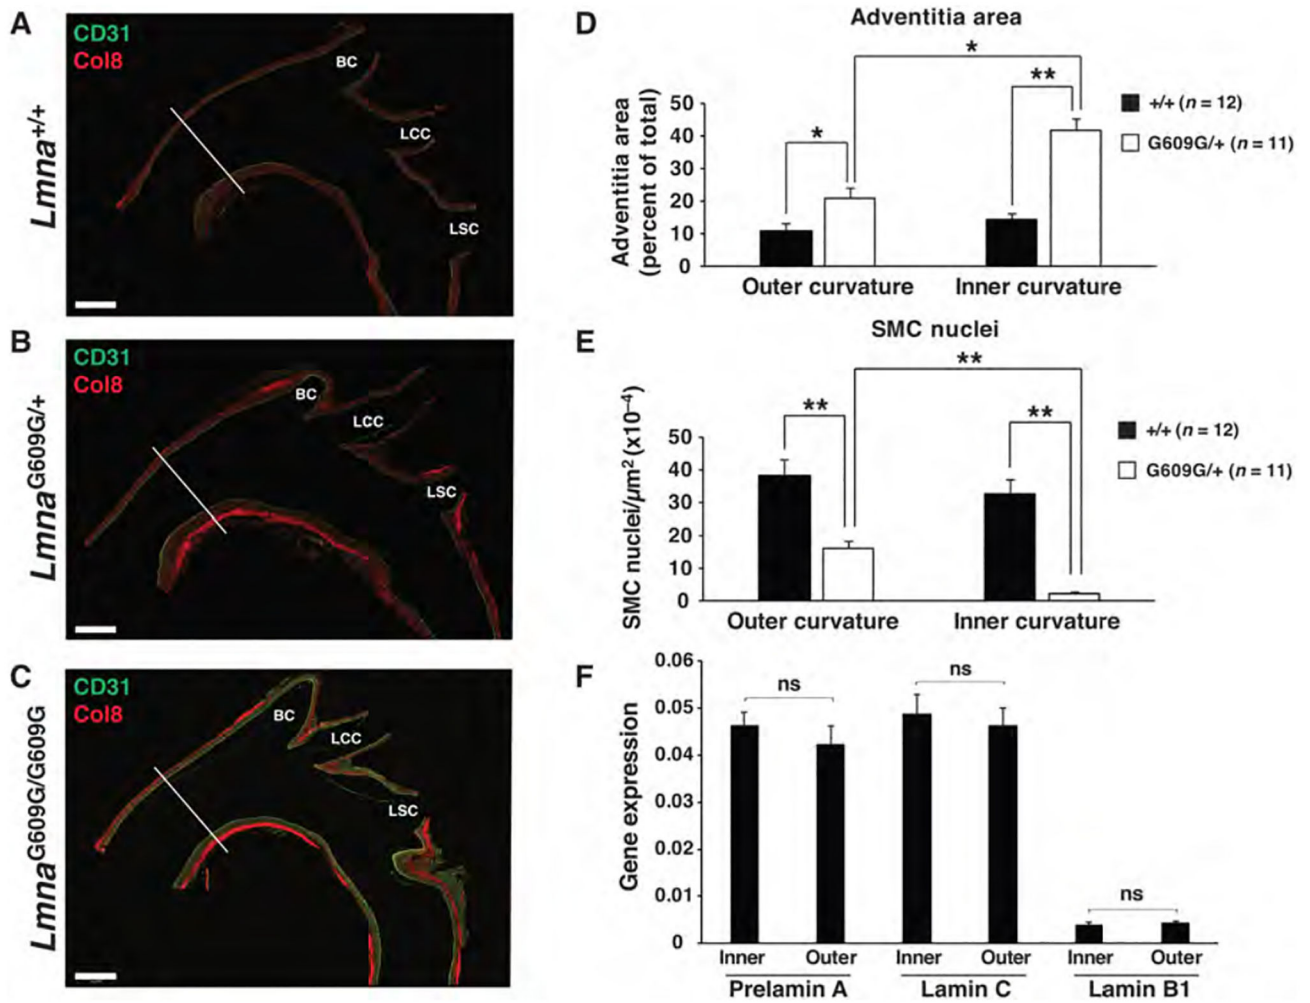 A
CD31
Col8
BC
LCC
LSC
Lmna+/+
B
CD31
Col8
BC
LCC
LSC
LmnaG609G/+
C
CD31
Col8
BC
LCC
LSC
LmnaG609G/G609G
D
Adventitia area
*
*
**
Adventitia area
(percent of total)
50
40
30
20
10
0
Outer curvature
Inner curvature
+/+ (n = 12)
G609G/+ (n = 11)
E
SMC nuclei
**
**
**
SMC nuclei/µm² (x10⁻⁴)
50
40
30
20
10
0
Outer curvature
Inner curvature
+/+ (n = 12)
G609G/+ (n = 11)
F
Gene expression
0.06
0.05
0.04
0.03
0.02
0.01
0
ns
ns
ns
Inner Outer Inner Outer Inner Outer
Prelamin A Lamin C Lamin B1